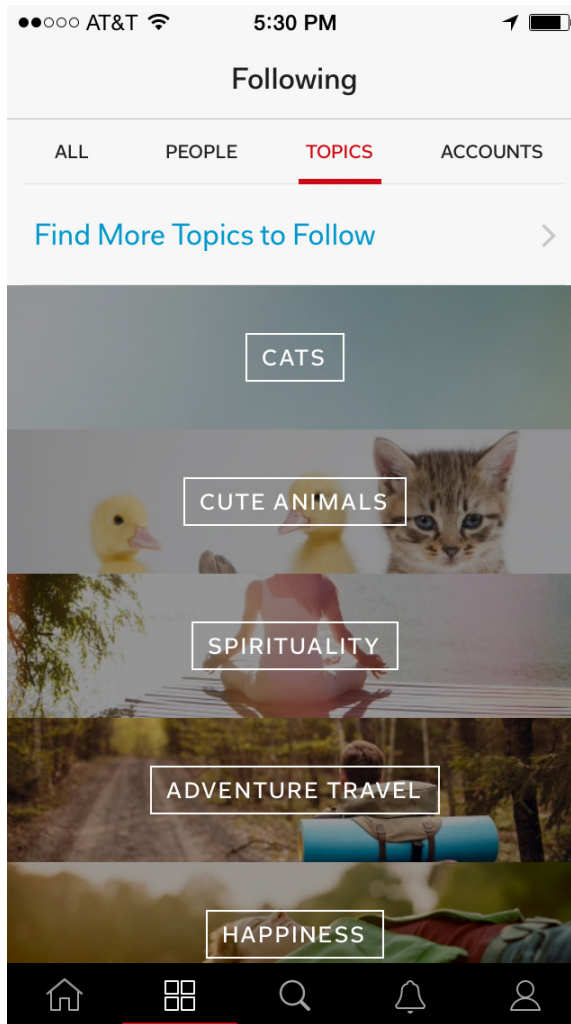 AT&T 5:30 PM
Following
ALL PEOPLE TOPICS ACCOUNTS
Find More Topics to Follow
CATS
CUTE ANIMALS
SPIRITUALITY
ADVENTURE TRAVEL
HAPPINESS